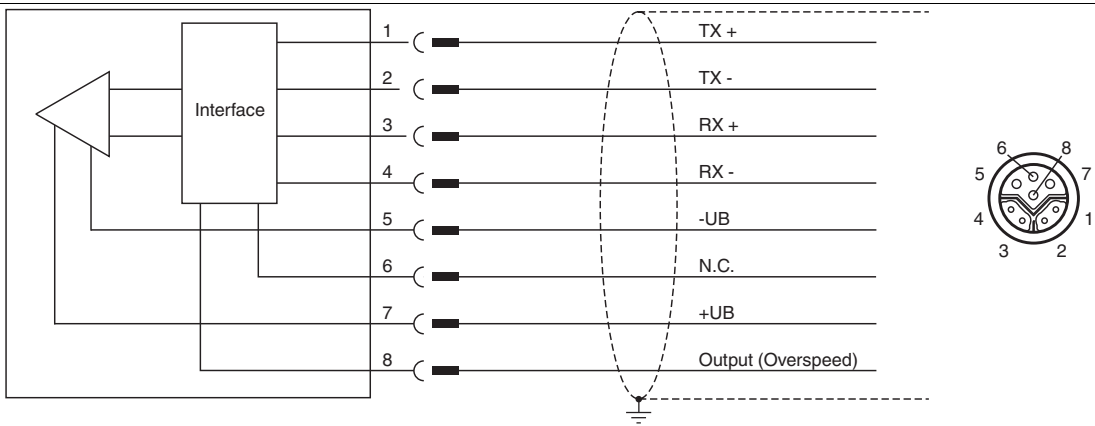 1 TX +
2 TX -
Interface
3 RX +
4 RX -
5 -UB
6 N.C.
7 +UB
8 Output (Overspeed)
6 8
5 7
4 1
3 2